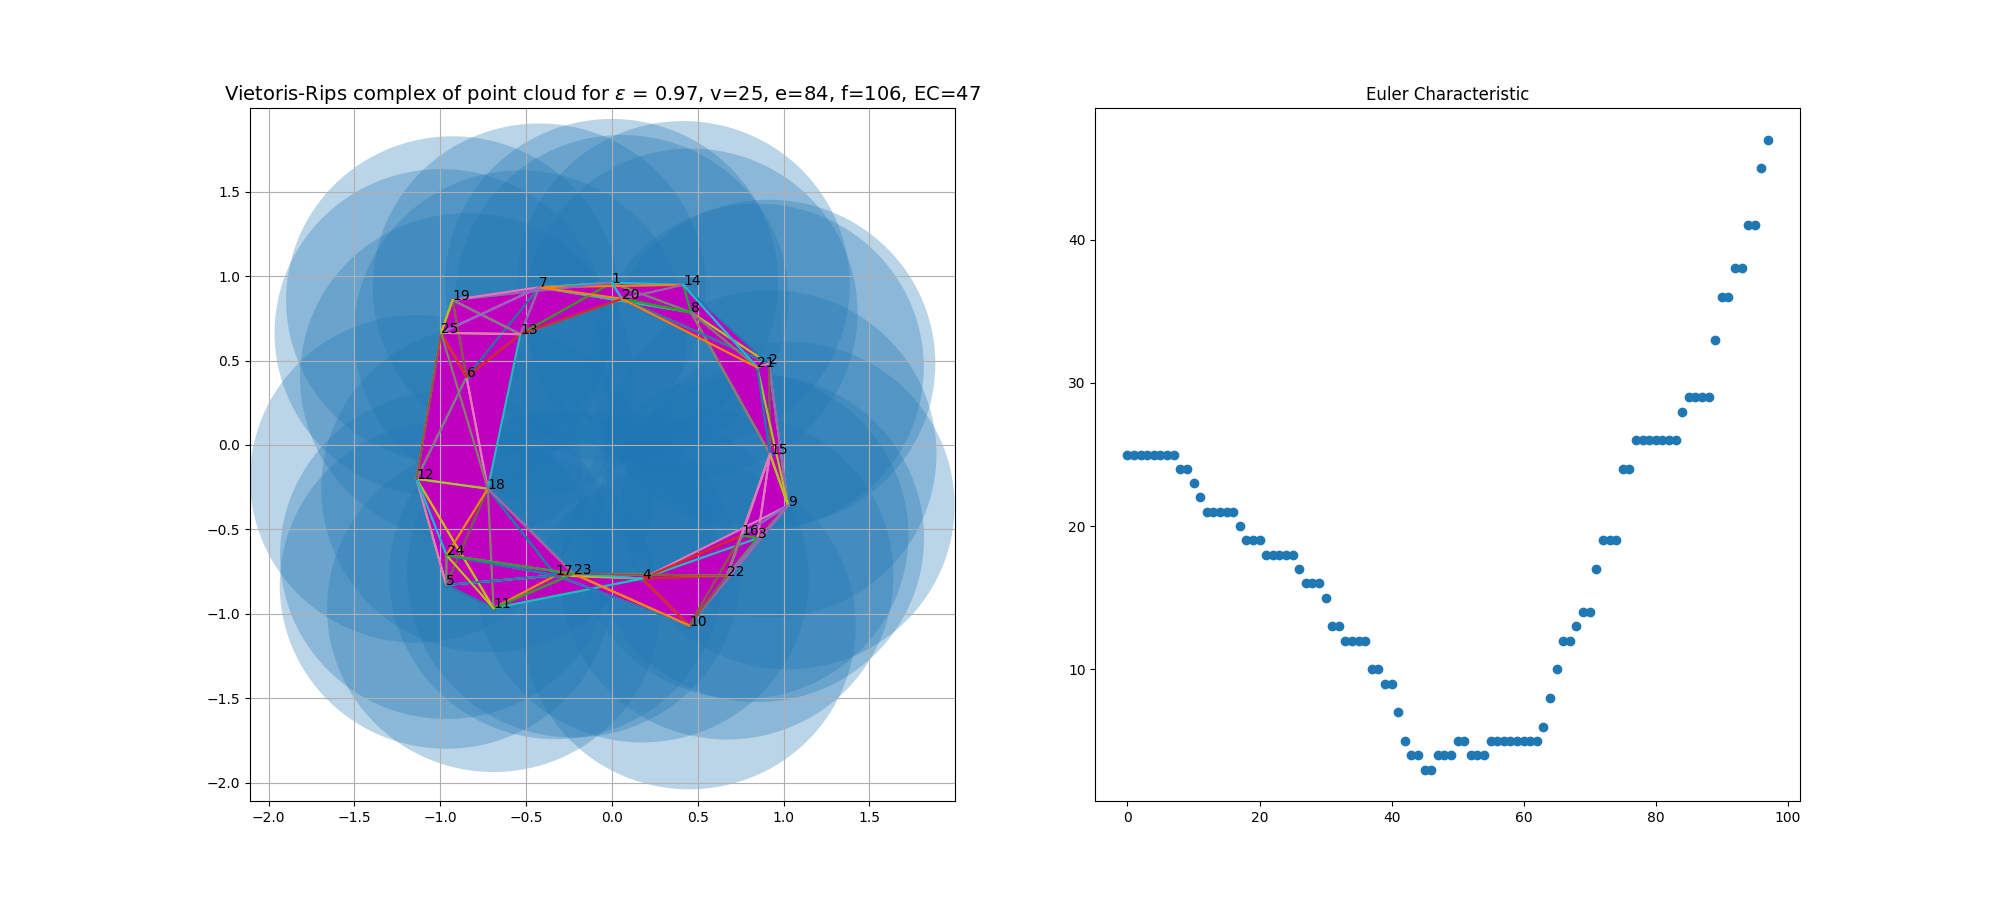 Vietoris-Rips complex of point cloud for ε = 0.97, v=25, e=84, f=106, EC=47
1.5
1.0
0.5
0.0
−0.5
−1.0
−1.5
−2.0
−2.0 −1.5 −1.0 −0.5 0.0 0.5 1.0 1.5
7 1 14
19 20 8
25 13
6 21 2
15
12 18
9
16 3
24 17 23 4 22
5 11 10
Euler Characteristic
40
30
20
10
0 20 40 60 80 100